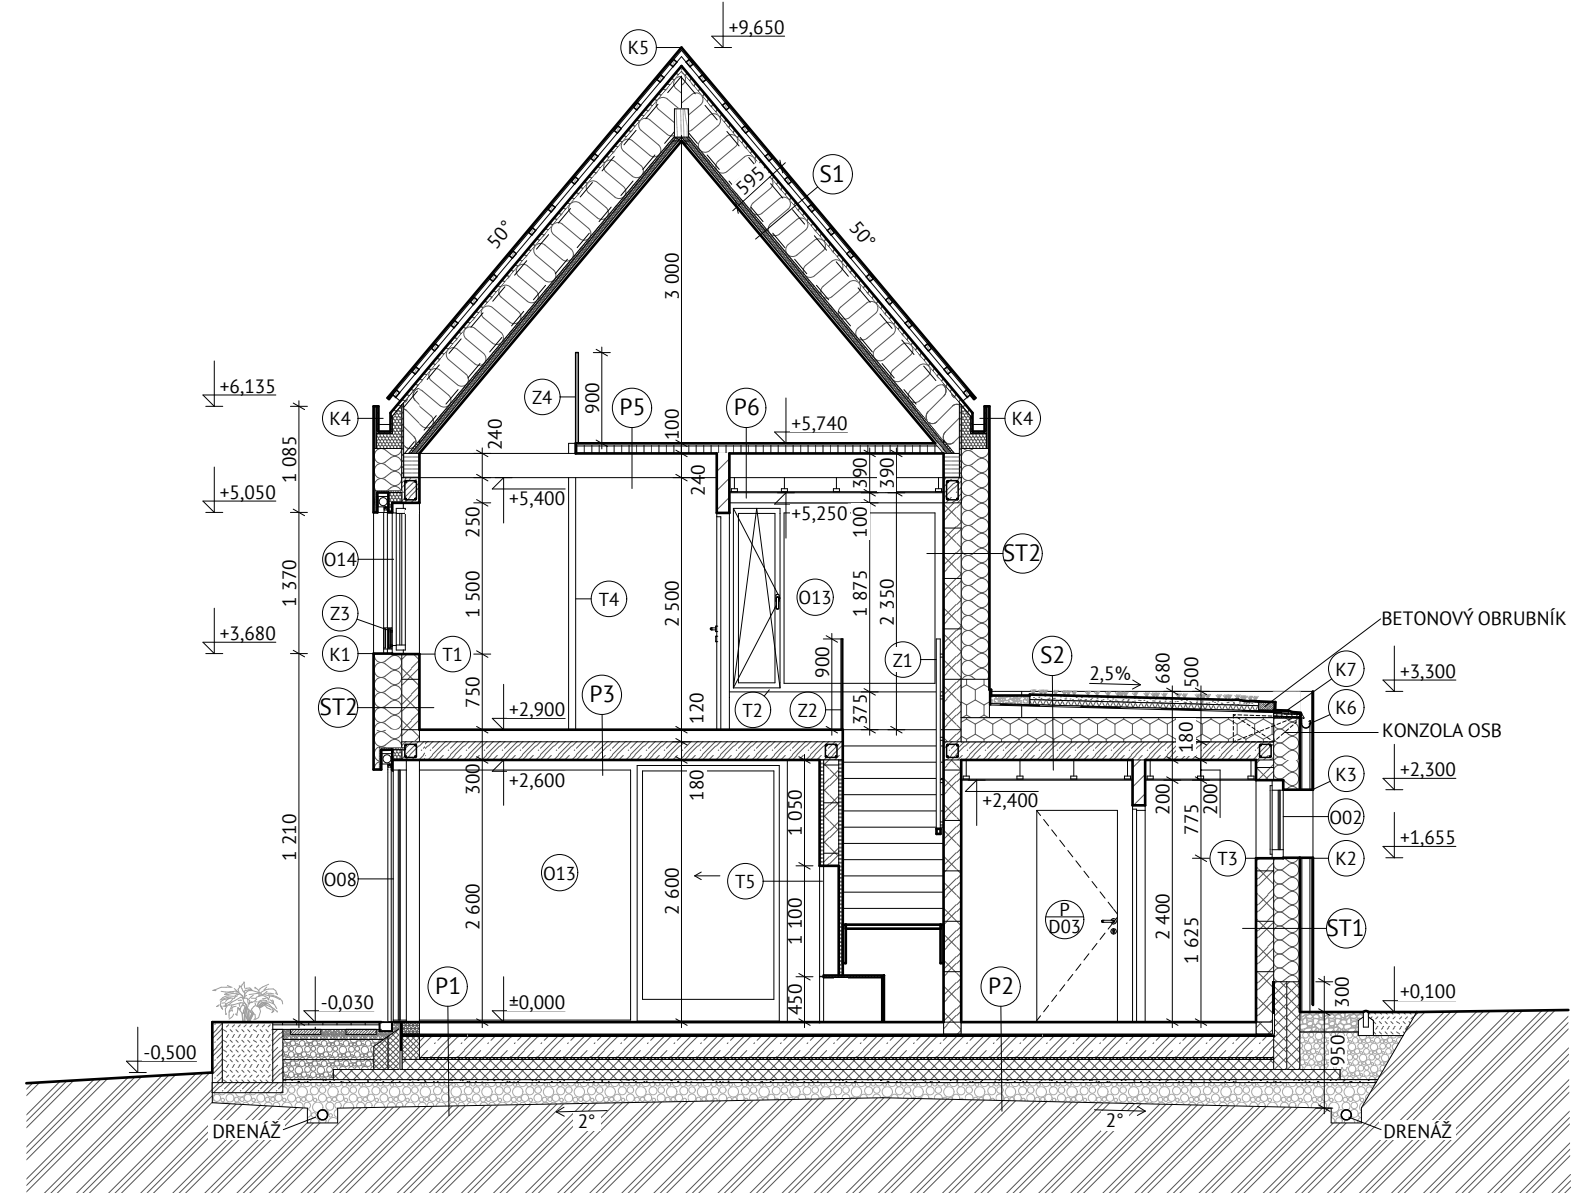 +9,650
K5
595
S1
50°
50°
3 000
+6,135
K4
Z4
900
P5
100
P6
+5,740
K4
1 085
240
240
390
390
+5,050
+5,400
+5,250
250
100
O14
1 370
1 500
T4
2 500
O13
1 875
2 350
ST2
Z3
+3,680
K1
T1
900
Z1
S2
2,5%
680
500
BETONOVÝ OBRUBNÍK
K7
+3,300
ST2
750
+2,900
P3
120
T2
Z2
375
180
K6
KONZOLA OSB
300
+2,600
180
1 050
+2,400
200
200
775
K3
+2,300
O02
+1,655
T3
K2
1 210
O08
O13
2 600
2 600
T5
1 100
P
D03
2 400
1 625
ST1
-0,030
P1
±0,000
450
P2
300
+0,100
-0,500
950
DRENÁŽ
2°
2°
DRENÁŽ